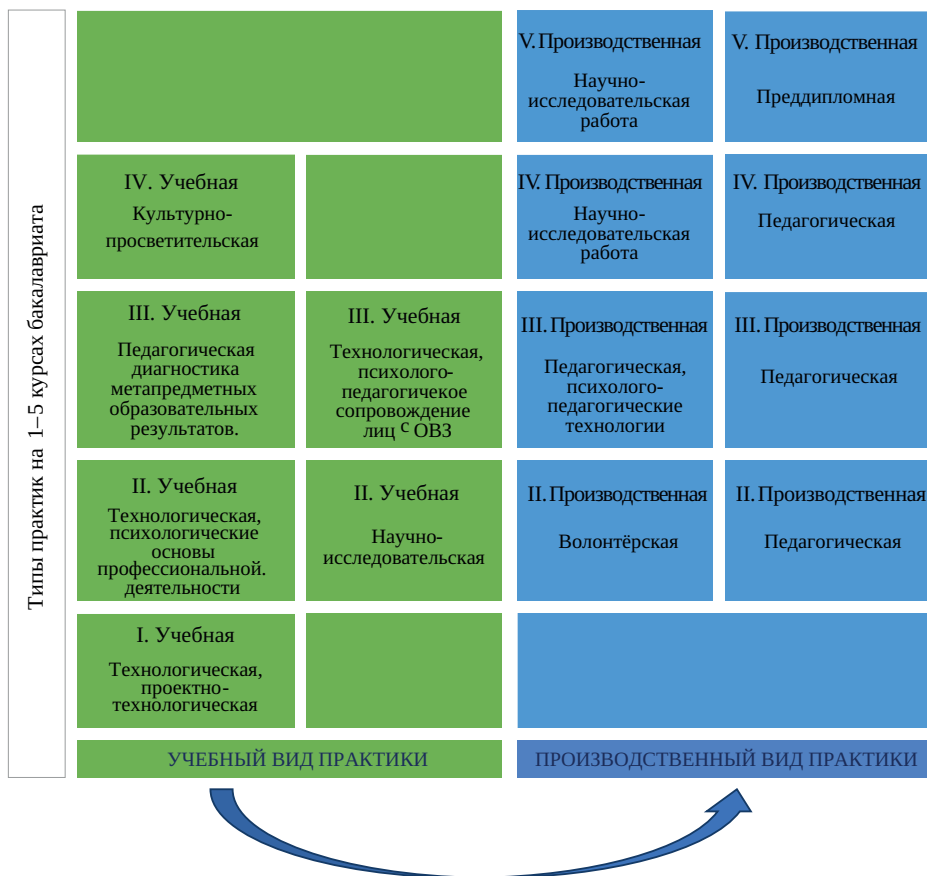 Типы практик на 1–5 курсах бакалавриата
V. Производственная
Научно-
исследовательская
работа
V. Производственная
Преддипломная
IV. Учебная
Культурно-
просветительская
IV. Производственная
Научно-
исследовательская
работа
IV. Производственная
Педагогическая
III. Учебная
Педагогическая
диагностика
метапредметных
образовательных
результатов.
III. Учебная
Технологическая,
психолого-
педагогичекое
сопровождение
лиц с ОВЗ
III. Производственная
Педагогическая,
психолого-
педагогические
технологии
III. Производственная
Педагогическая
II. Учебная
Технологическая,
психологические
основы
профессиональной.
деятельности
II. Учебная
Научно-
исследовательская
II. Производственная
Волонтёрская
II. Производственная
Педагогическая
I. Учебная
Технологическая,
проектно-
технологическая
УЧЕБНЫЙ ВИД ПРАКТИКИ
ПРОИЗВОДСТВЕННЫЙ ВИД ПРАКТИКИ